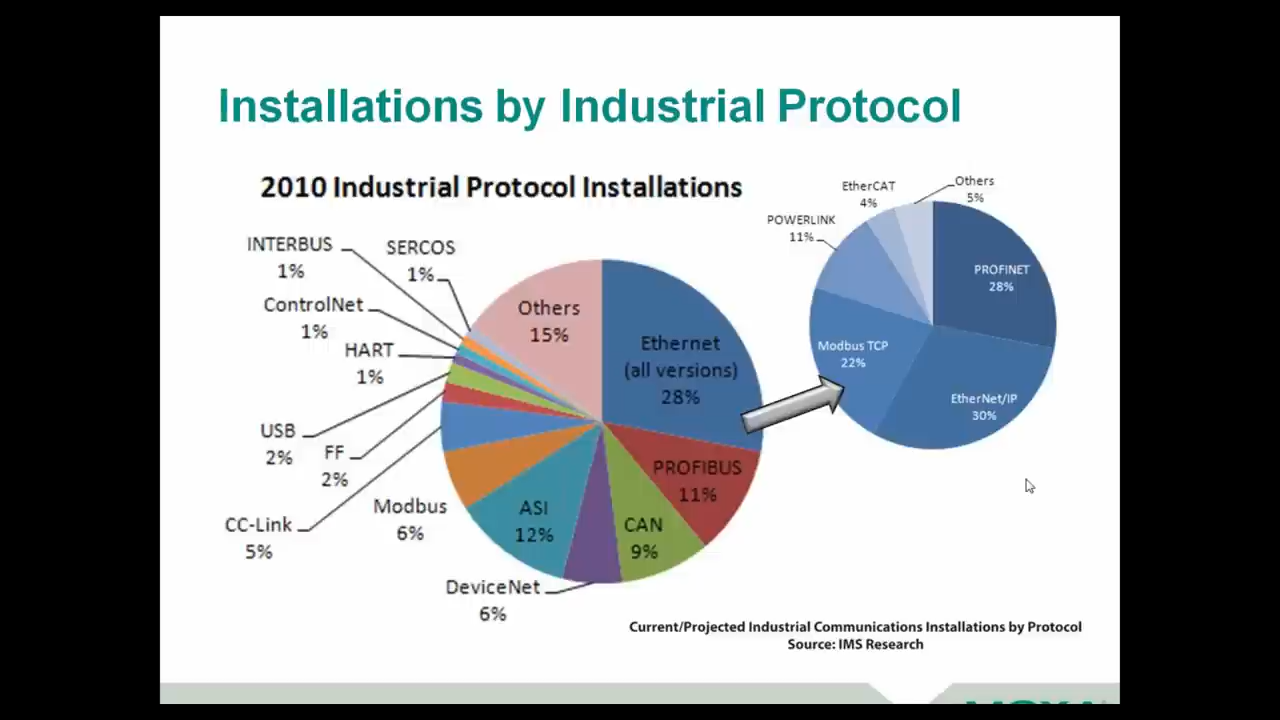 Installations by Industrial Protocol
2010 Industrial Protocol Installations
INTERBUS
1%
SERCOS
1%
ControlNet
1%
HART
1%
USB
2%
FF
2%
CC-Link
5%
Modbus
6%
DeviceNet
6%
Others
15%
Ethernet
(all versions)
28%
PROFIBUS
11%
CAN
9%
ASI
12%
EtherCAT
4%
Others
5%
POWERLINK
11%
PROFINET
28%
Modbus TCP
22%
EtherNet/IP
30%
Current/Projected Industrial Communications Installations by Protocol
Source: IMS Research